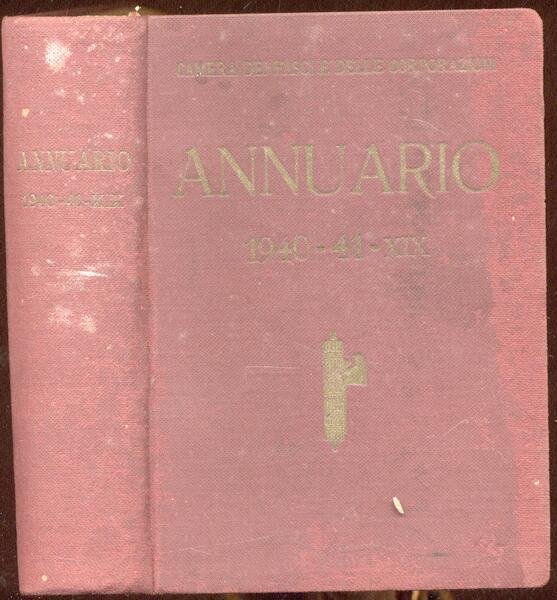 CAMERA DEI FASCI E DELLE CORPORAZIONI
ANNUARIO
1940-41-XIX
ANNUARIO
1940-41-XIX